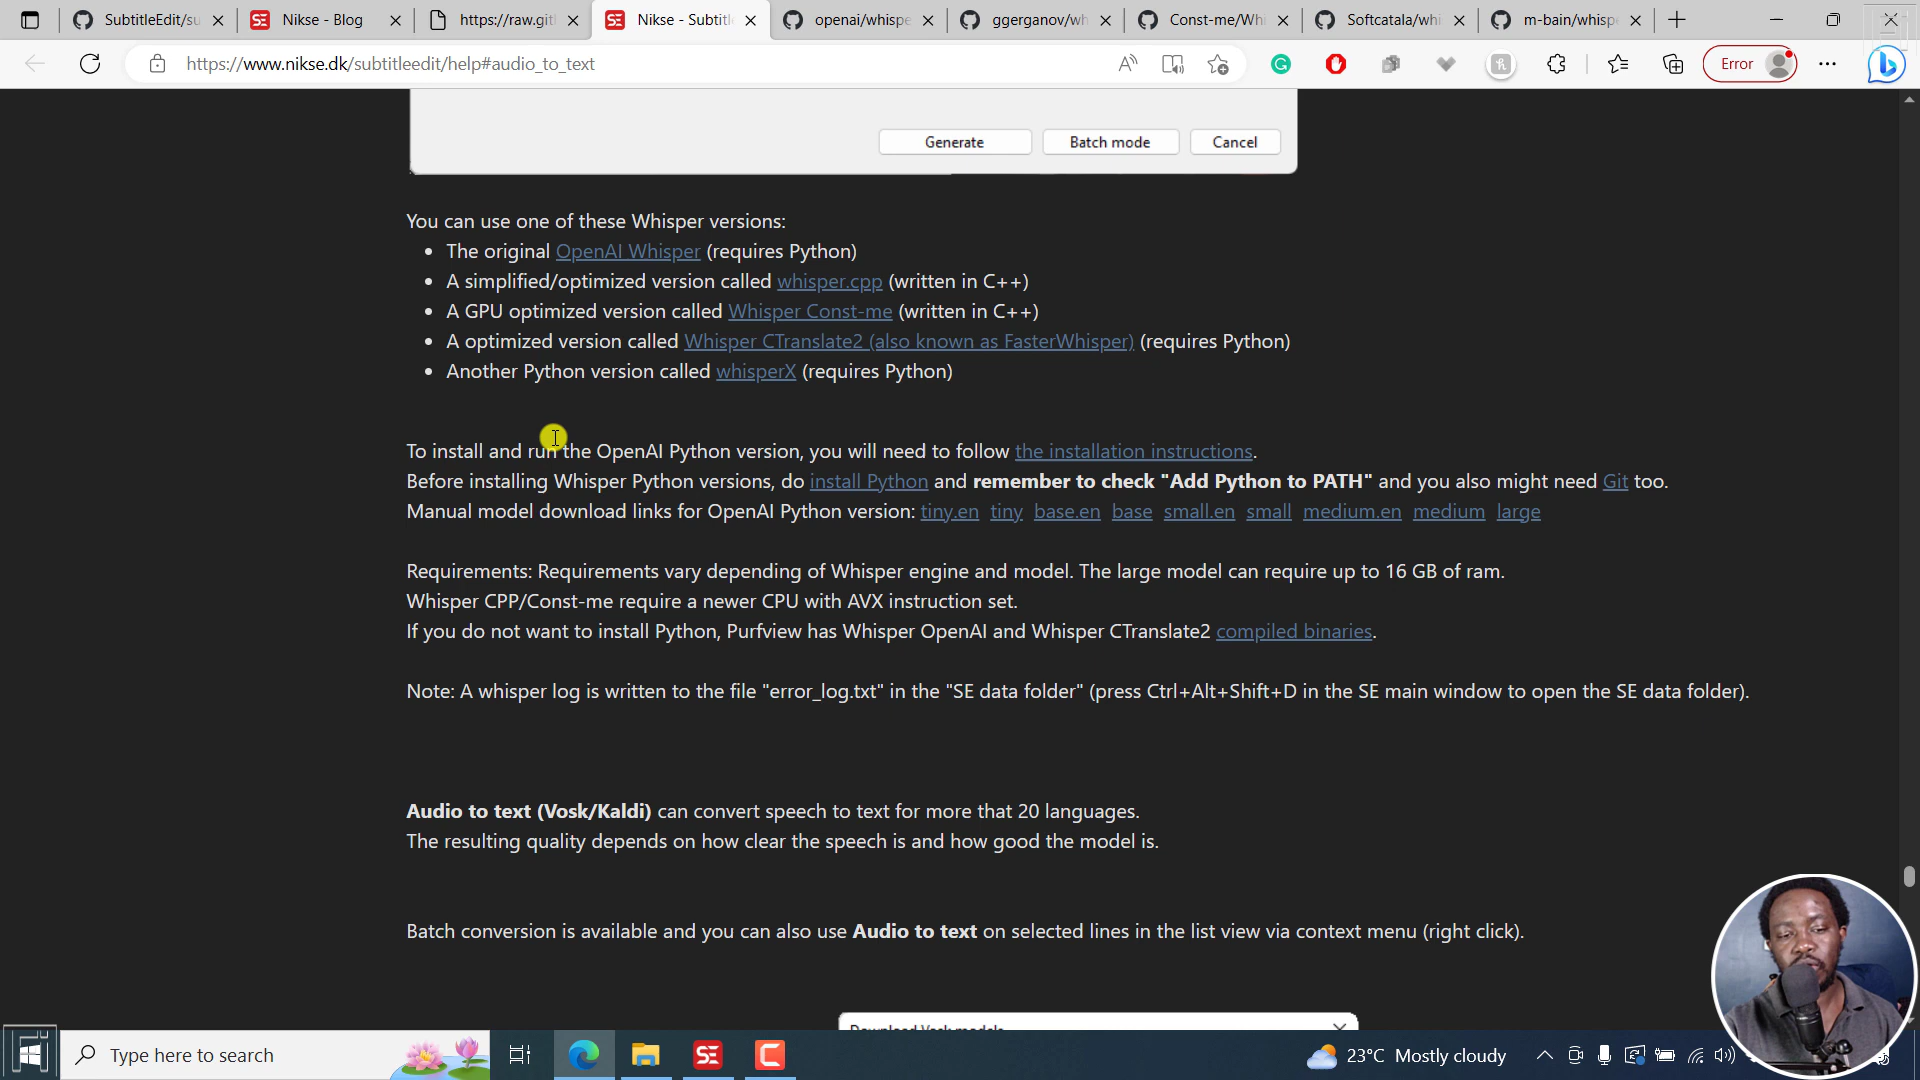 SubtitleEdit/su
Nikse - Blog
https://raw.git
Nikse - Subtitl
openai/whispe
ggerganov/wh
Const-me/Whi
Softcatala/whi
m-bain/whispe
https://www.nikse.dk/subtitleedit/help#audio_to_text
Error
Generate
Batch mode
Cancel
You can use one of these Whisper versions:
• The original OpenAI Whisper (requires Python)
• A simplified/optimized version called whisper.cpp (written in C++)
• A GPU optimized version called Whisper Const-me (written in C++)
• A optimized version called Whisper CTranslate2 (also known as FasterWhisper) (requires Python)
• Another Python version called whisperX (requires Python)
To install and run the OpenAI Python version, you will need to follow the installation instructions.
Before installing Whisper Python versions, do install Python and remember to check "Add Python to PATH" and you also might need Git too.
Manual model download links for OpenAI Python version: tiny.en tiny base.en base small.en small medium.en medium large
Requirements: Requirements vary depending of Whisper engine and model. The large model can require up to 16 GB of ram.
Whisper CPP/Const-me require a newer CPU with AVX instruction set.
If you do not want to install Python, Purfview has Whisper OpenAI and Whisper CTranslate2 compiled binaries.
Note: A whisper log is written to the file "error_log.txt" in the "SE data folder" (press Ctrl+Alt+Shift+D in the SE main window to open the SE data folder).
Audio to text (Vosk/Kaldi) can convert speech to text for more that 20 languages.
The resulting quality depends on how clear the speech is and how good the model is.
Batch conversion is available and you can also use Audio to text on selected lines in the list view via context menu (right click).
Download Vosk models
Type here to search
23°C Mostly cloudy